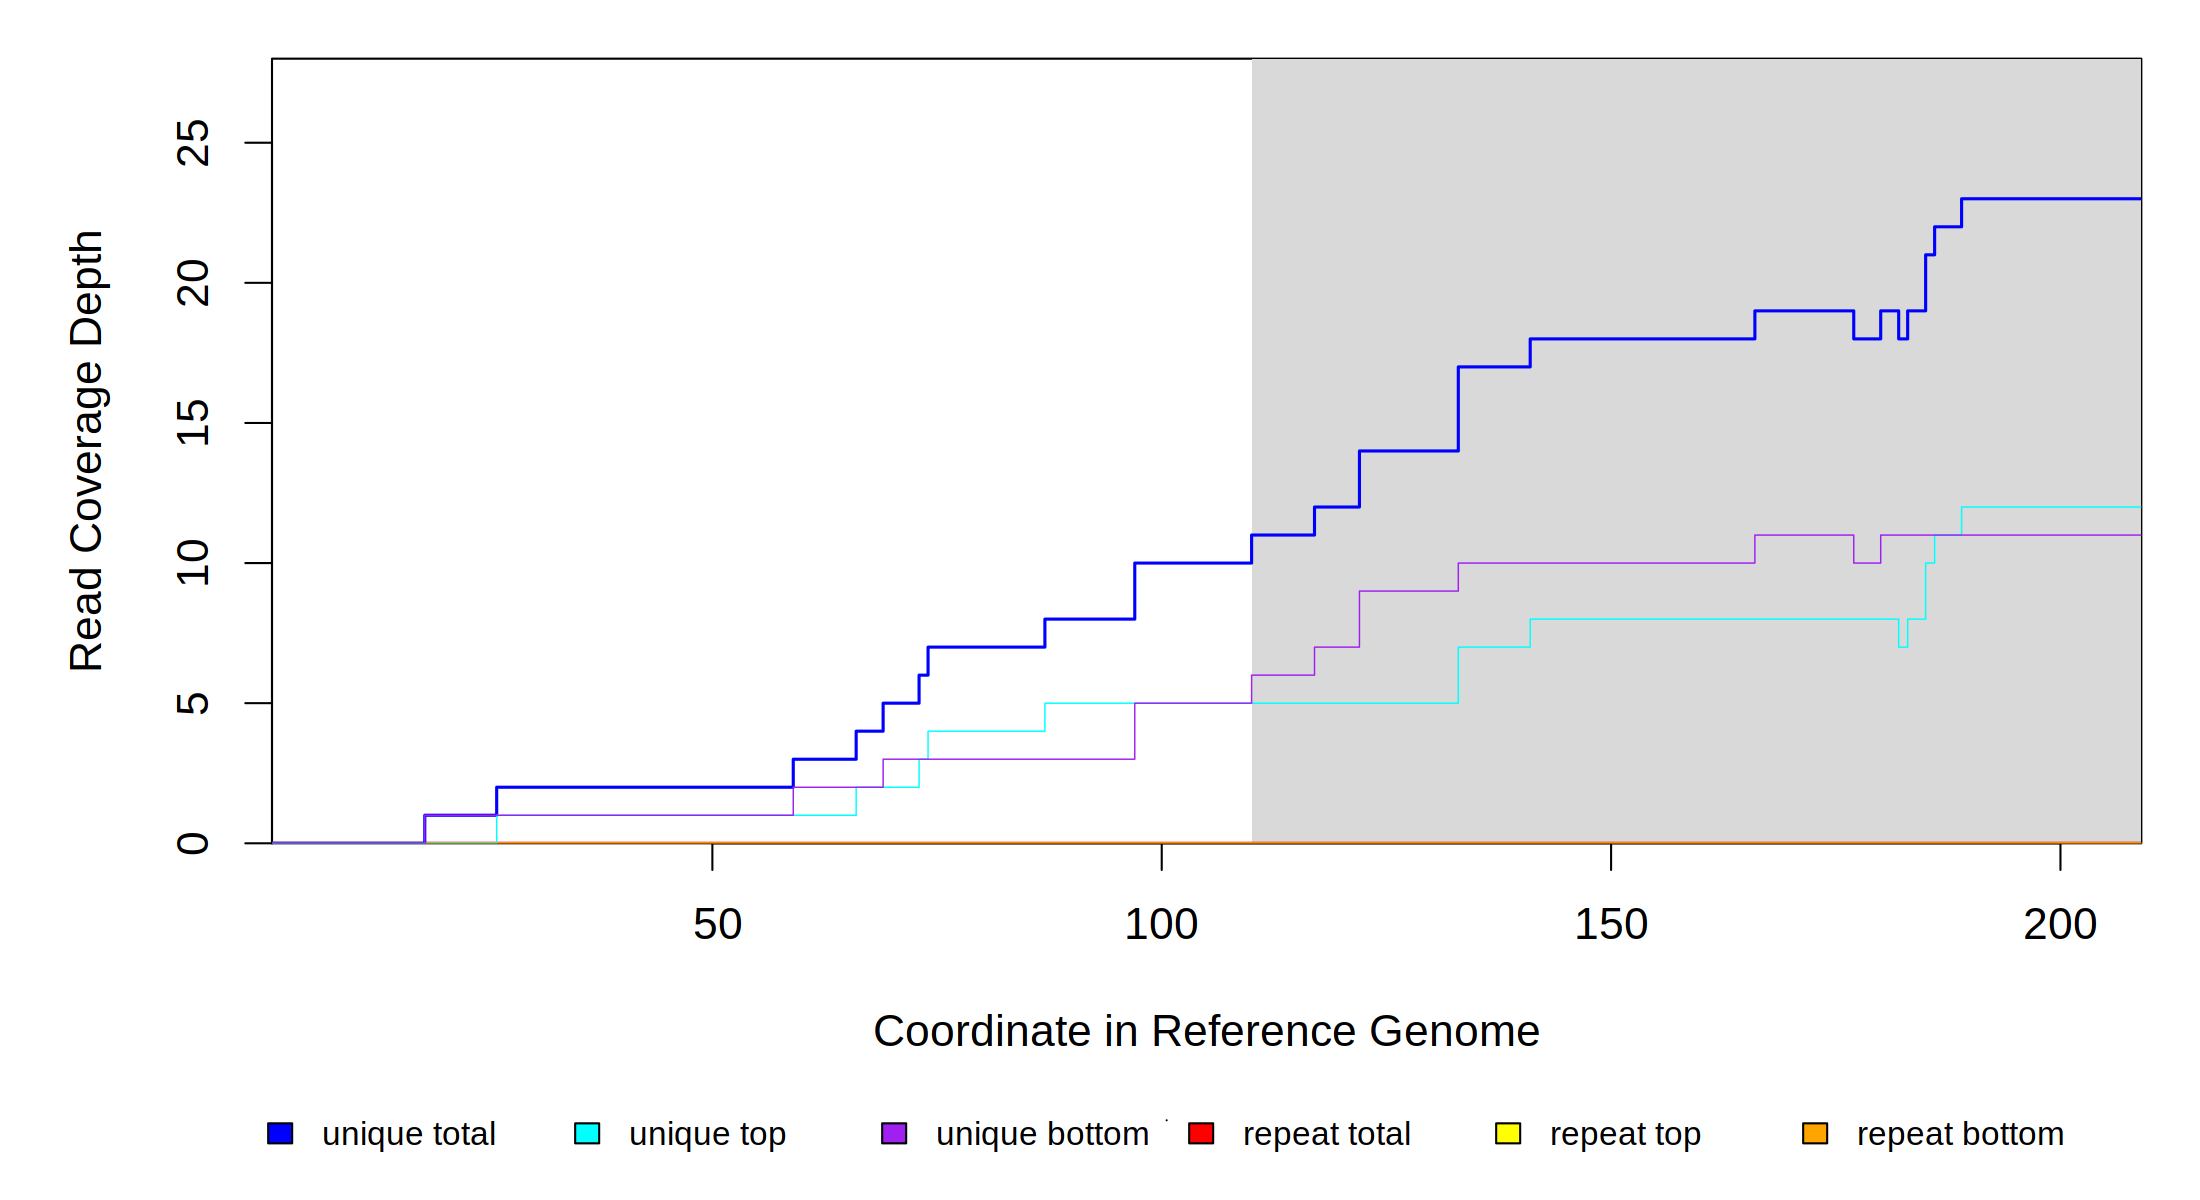 25
20
15
10
5
0
Read Coverage Depth
50 100 150 200
Coordinate in Reference Genome
unique total unique top unique bottom repeat total repeat top repeat bottom